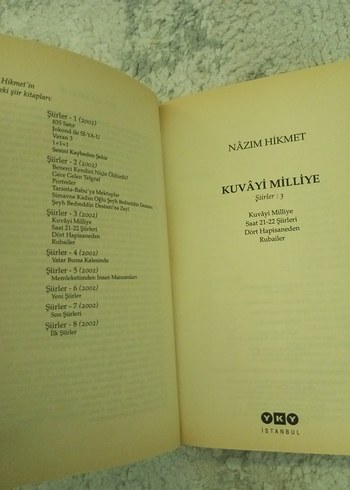 Hikmet'in
eki şiir kitapları:
Şiirler - 1 (2002)
835 Satır
Jokond ile Sİ-YA-U
Varan 3
1+1=1
Sesini Kaybeden Şehir
Şiirler - 2 (2002)
Benerci Kendini Niçin Öldürdü?
Gece Gelen Telgraf
Portreler
Taranta-Babu'ya Mektuplar
Simavne Kadısı Oğlu Şeyh Bedreddin Destanı
Şeyh Bedreddin Destanı'na Zeyl
Şiirler - 3 (2002)
Kuvâyi Milliye
Saat 21-22 Şiirleri
Dört Hapisaneden
Rubailer
Şiirler - 4 (2002)
Yatar Bursa Kalesinde
Şiirler - 5 (2002)
Memleketimden İnsan Manzaraları
Şiirler - 6 (2002)
Yeni Şiirler
Şiirler - 7 (2002)
Son Şiirleri
Şiirler - 8 (2002)
İlk Şiirler
NÂZIM HİKMET
KUVÂYİ MİLLİYE
Şiirler : 3
Kuvâyi Milliye
Saat 21-22 Şiirleri
Dört Hapisaneden
Rubailer
YKY
İSTANBUL